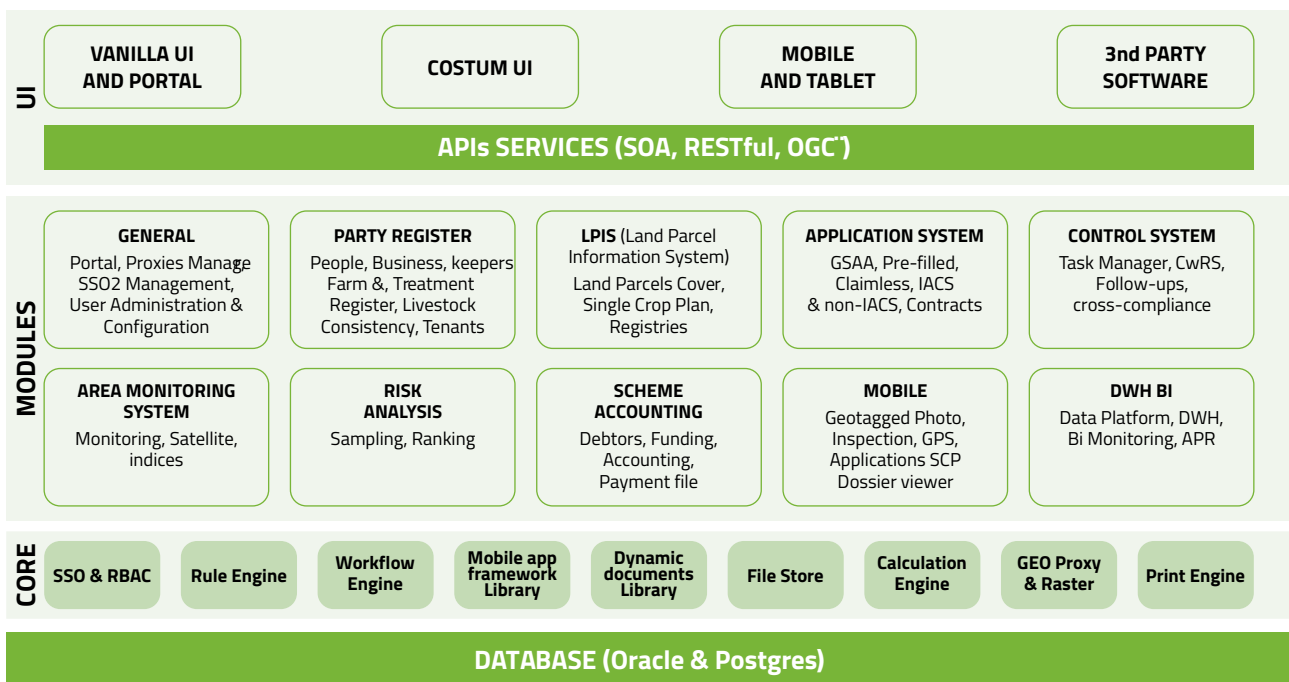 UI
VANILLA UI
AND PORTAL
COSTUM UI
MOBILE
AND TABLET
3nd PARTY
SOFTWARE
APIs SERVICES (SOA, RESTful, OGC¨)
MODULES
GENERAL
Portal, Proxies Manage,
SSO2 Management,
User Administration &
Configuration
PARTY REGISTER
People, Business, keepers
Farm &, Treatment
Register, Livestock
Consistency, Tenants
LPIS (Land Parcel
Information System)
Land Parcels Cover,
Single Crop Plan,
Registries
APPLICATION SYSTEM
GSAA, Pre-filled,
Claimless, IACS
& non-IACS, Contracts
CONTROL SYSTEM
Task Manager, CwRS,
Follow-ups,
cross-compliance
AREA MONITORING
SYSTEM
Monitoring, Satellite,
indices
RISK
ANALYSIS
Sampling, Ranking
SCHEME
ACCOUNTING
Debtors, Funding,
Accounting,
Payment file
MOBILE
Geotagged Photo,
Inspection, GPS,
Applications SCP
Dossier viewer
DWH BI
Data Platform, DWH,
Bi Monitoring, APR
CORE
SSO & RBAC
Rule Engine
Workflow
Engine
Mobile app
framework
Library
Dynamic
documents
Library
File Store
Calculation
Engine
GEO Proxy
& Raster
Print Engine
DATABASE (Oracle & Postgres)